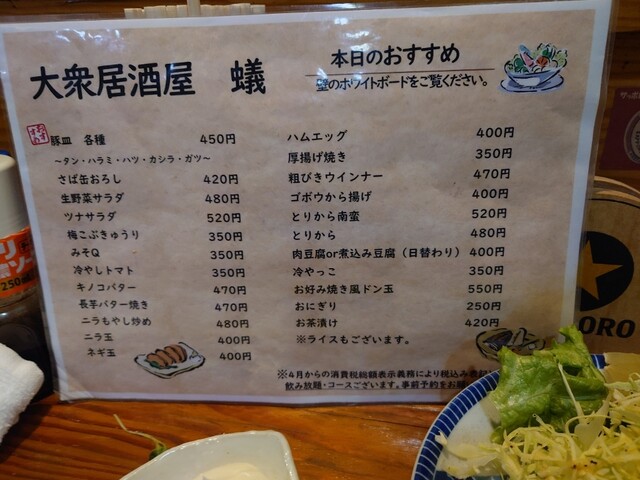 大衆居酒屋 蟻
本日のおすすめ
壁のホワイトボードをご覧ください。
おすすめ
豚皿 各種 450円
～タン・ハラミ・ハツ・カシラ・ガツ～
さば缶おろし 420円
生野菜サラダ 480円
ツナサラダ 520円
梅こぶきゅうり 350円
みそQ 350円
冷やしトマト 350円
キノコバター 470円
長芋バター焼き 470円
ニラもやし炒め 480円
ニラ玉 400円
ネギ玉 400円
ハムエッグ 400円
厚揚げ焼き 350円
粗びきウインナー 470円
ゴボウから揚げ 400円
とりから南蛮 520円
とりから 480円
肉豆腐or煮込み豆腐（日替わり） 400円
冷やっこ 350円
お好み焼き風ドン玉 550円
おにぎり 250円
お茶漬け 420円
※ライスもございます。
※4月からの消費税総額表示義務により税込み表記
飲み放題・コースございます。事前予約をお願
ORO
250